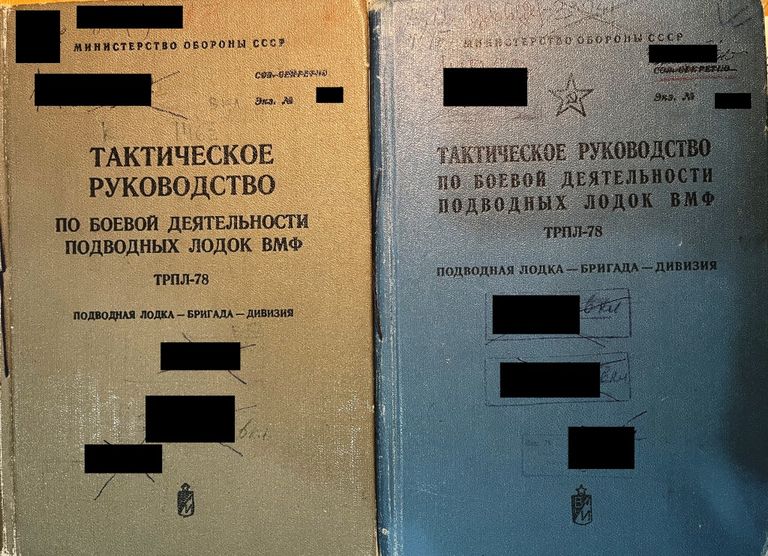 МИНИСТЕРСТВО ОБОРОНЫ СССР
СОВ. СЕКРЕТНО
Экз. №
ТАКТИЧЕСКОЕ
РУКОВОДСТВО
ПО БОЕВОЙ ДЕЯТЕЛЬНОСТИ
ПОДВОДНЫХ ЛОДОК ВМФ
ТРПЛ-78
ПОДВОДНАЯ ЛОДКА — БРИГАДА — ДИВИЗИЯ
вкл
МИНИСТЕРСТВО ОБОРОНЫ СССР
СОВ. СЕКРЕТНО
Экз. №
ТАКТИЧЕСКОЕ РУКОВОДСТВО
ПО БОЕВОЙ ДЕЯТЕЛЬНОСТИ
ПОДВОДНЫХ ЛОДОК ВМФ
ТРПЛ-78
ПОДВОДНАЯ ЛОДКА — БРИГАДА — ДИВИЗИЯ
вкл